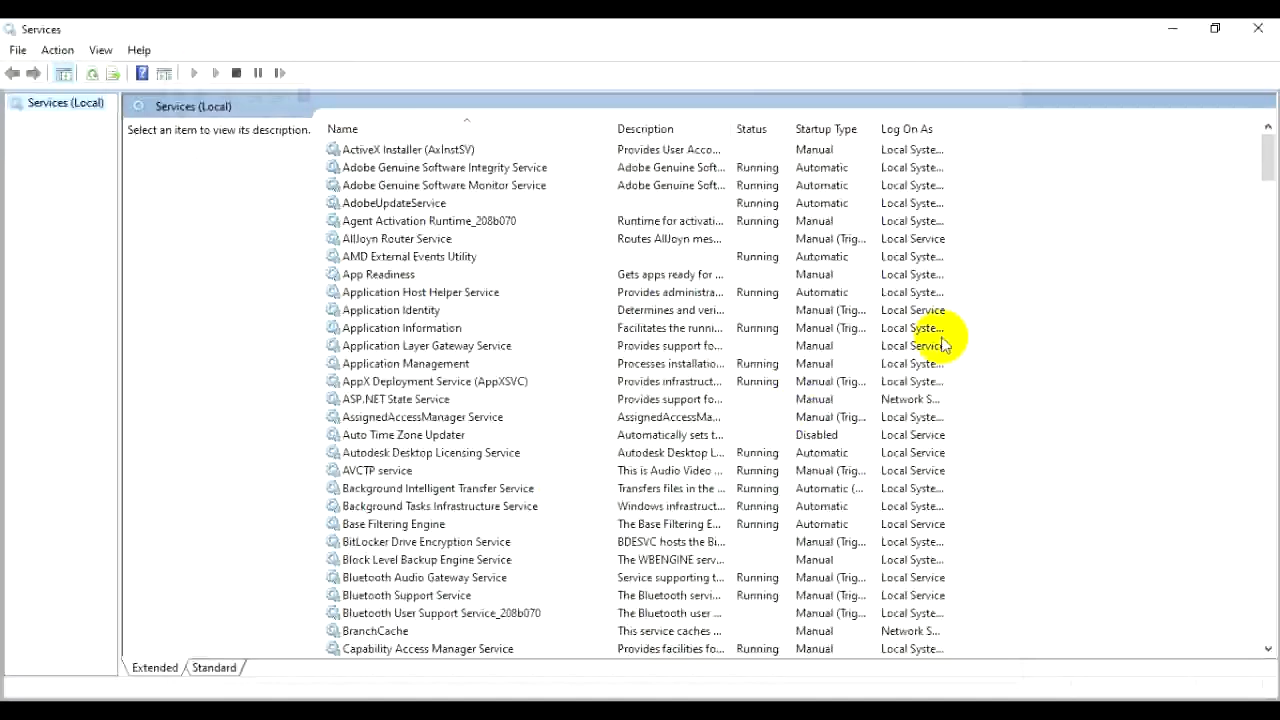 Services
File Action View Help
Services (Local)
Services (Local)
Select an item to view its description.
Name Description Status Startup Type Log On As
ActiveX Installer (AxInstSV) Provides User Acco... Manual Local Syste...
Adobe Genuine Software Integrity Service Adobe Genuine Soft... Running Automatic Local Syste...
Adobe Genuine Software Monitor Service Adobe Genuine Soft... Running Automatic Local Syste...
AdobeUpdateService Running Automatic Local Syste...
Agent Activation Runtime_208b070 Runtime for activati... Running Manual Local Syste...
AllJoyn Router Service Routes AllJoyn mes... Manual (Trig... Local Service
AMD External Events Utility Running Automatic Local Syste...
App Readiness Gets apps ready for ... Manual Local Syste...
Application Host Helper Service Provides administra... Running Automatic Local Syste...
Application Identity Determines and veri... Manual (Trig... Local Service
Application Information Facilitates the runni... Running Manual (Trig... Local Syste...
Application Layer Gateway Service Provides support fo... Manual Local Service
Application Management Processes installatio... Running Manual Local Syste...
AppX Deployment Service (AppXSVC) Provides infrastruct... Running Manual (Trig... Local Syste...
ASP.NET State Service Provides support fo... Manual Network S...
AssignedAccessManager Service AssignedAccessMa... Manual (Trig... Local Syste...
Auto Time Zone Updater Automatically sets t... Disabled Local Service
Autodesk Desktop Licensing Service Autodesk Desktop L... Running Automatic Local Service
AVCTP service This is Audio Video ... Running Manual (Trig... Local Service
Background Intelligent Transfer Service Transfers files in the ... Running Automatic (... Local Syste...
Background Tasks Infrastructure Service Windows infrastruct... Running Automatic Local Syste...
Base Filtering Engine The Base Filtering E... Running Automatic Local Service
BitLocker Drive Encryption Service BDESVC hosts the Bi... Manual (Trig... Local Syste...
Block Level Backup Engine Service The WBENGINE serv... Manual Local Syste...
Bluetooth Audio Gateway Service Service supporting t... Running Manual (Trig... Local Service
Bluetooth Support Service The Bluetooth servi... Running Manual (Trig... Local Service
Bluetooth User Support Service_208b070 The Bluetooth user ... Manual (Trig... Local Syste...
BranchCache This service caches ... Manual Network S...
Capability Access Manager Service Provides facilities fo... Running Manual Local Syste...
Extended Standard